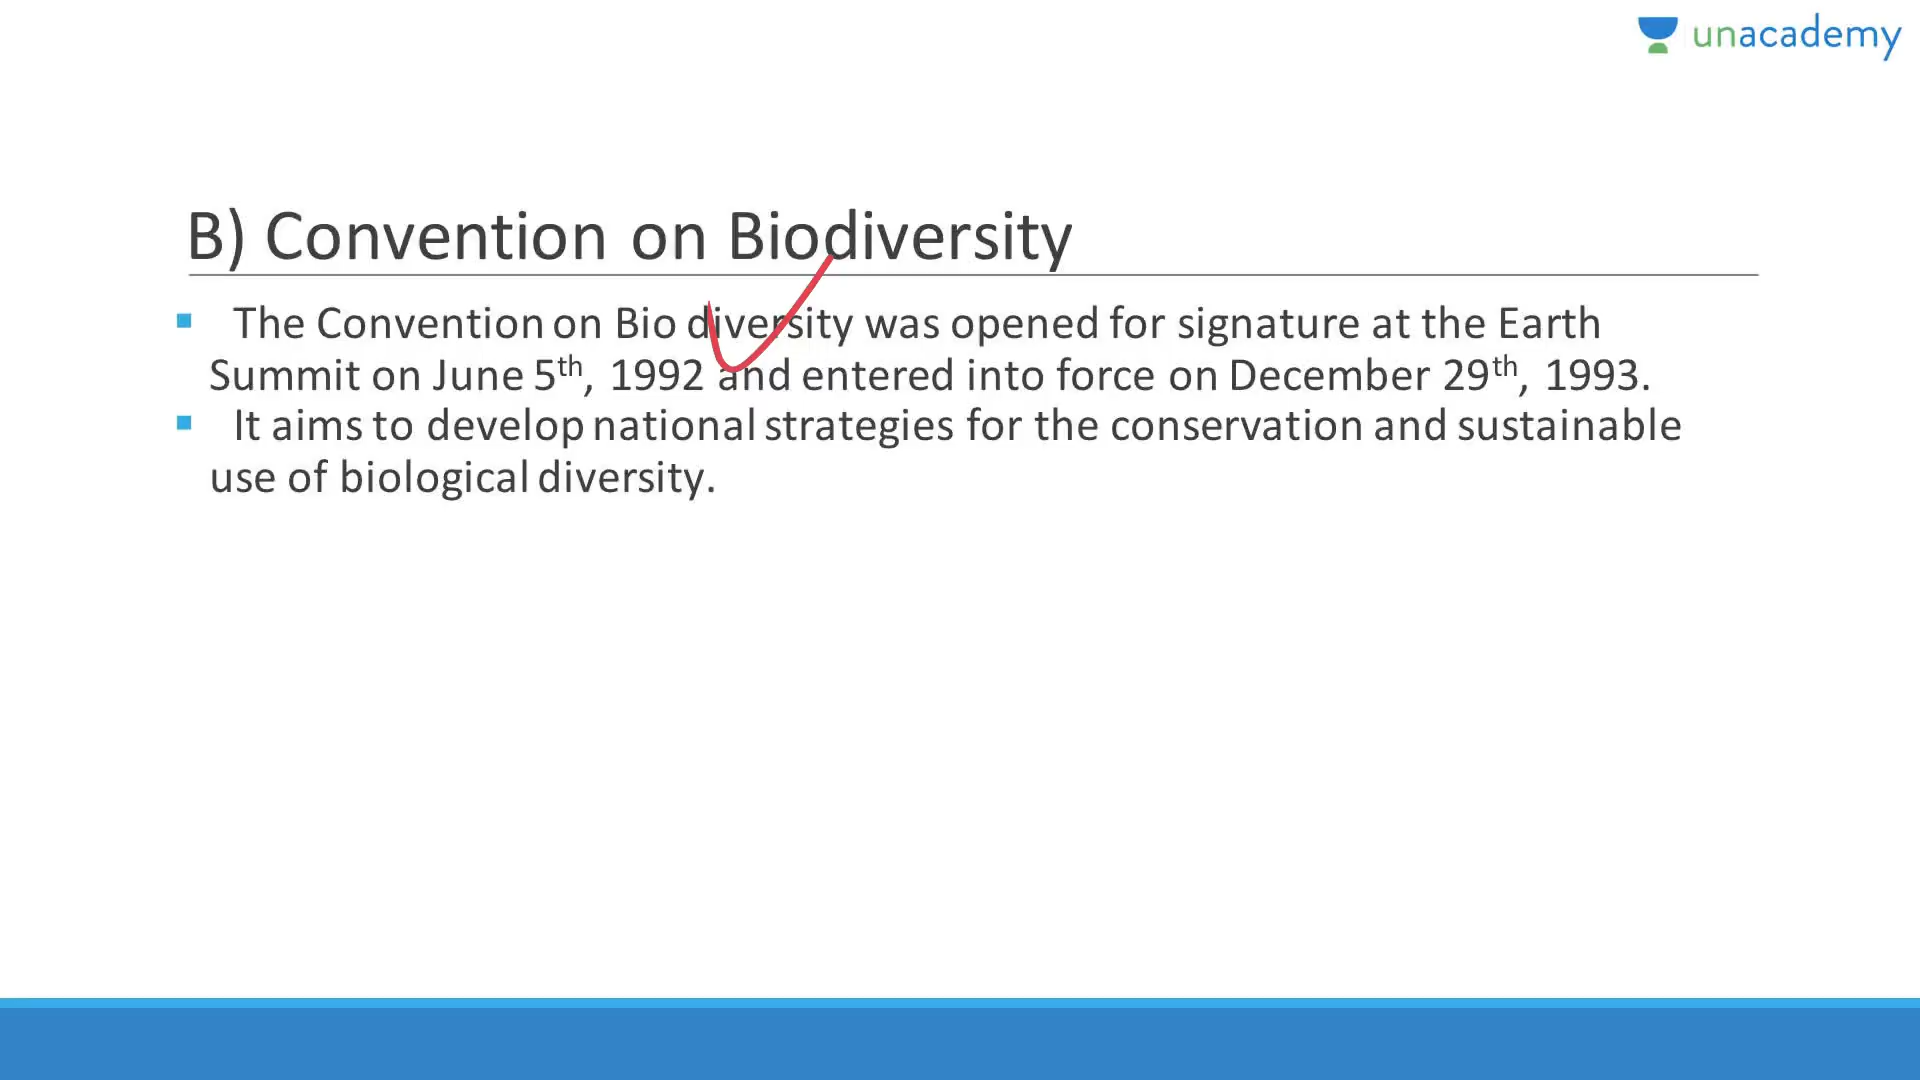 unacademy
B) Convention on Biodiversity
The Convention on Bio diversity was opened for signature at the Earth
Summit on June 5th, 1992 and entered into force on December 29th, 1993.
It aims to develop national strategies for the conservation and sustainable
use of biological diversity.